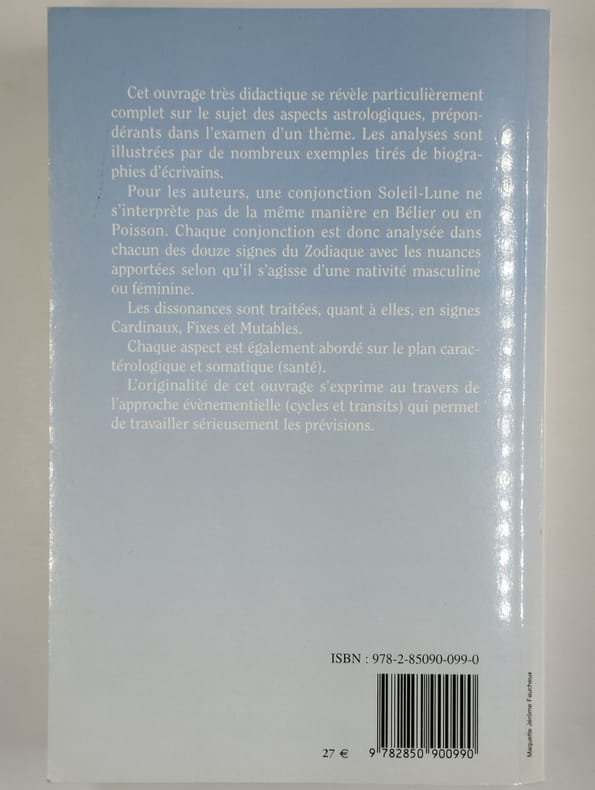 Cet ouvrage très didactique se révèle particulièrement
complet sur le sujet des aspects astrologiques, prépon-
dérants dans l'examen d'un thème. Les analyses sont
illustrées par de nombreux exemples tirés de biogra-
phies d'écrivains.
Pour les auteurs, une conjonction Soleil-Lune ne
s'interprète pas de la même manière en Bélier ou en
Poisson. Chaque conjonction est donc analysée dans
chacun des douze signes du Zodiaque avec les nuances
apportées selon qu'il s'agisse d'une nativité masculine
ou féminine.
Les dissonances sont traitées, quant à elles, en signes
Cardinaux, Fixes et Mutables.
Chaque aspect est également abordé sur le plan carac-
térologique et somatique (santé).
L'originalité de cet ouvrage s'exprime au travers de
l'approche évènementielle (cycles et transits) qui permet
de travailler sérieusement les prévisions.
ISBN : 978-2-85090-099-0
27 €
9 782850 900990
Maquette Jérôme Faucheux